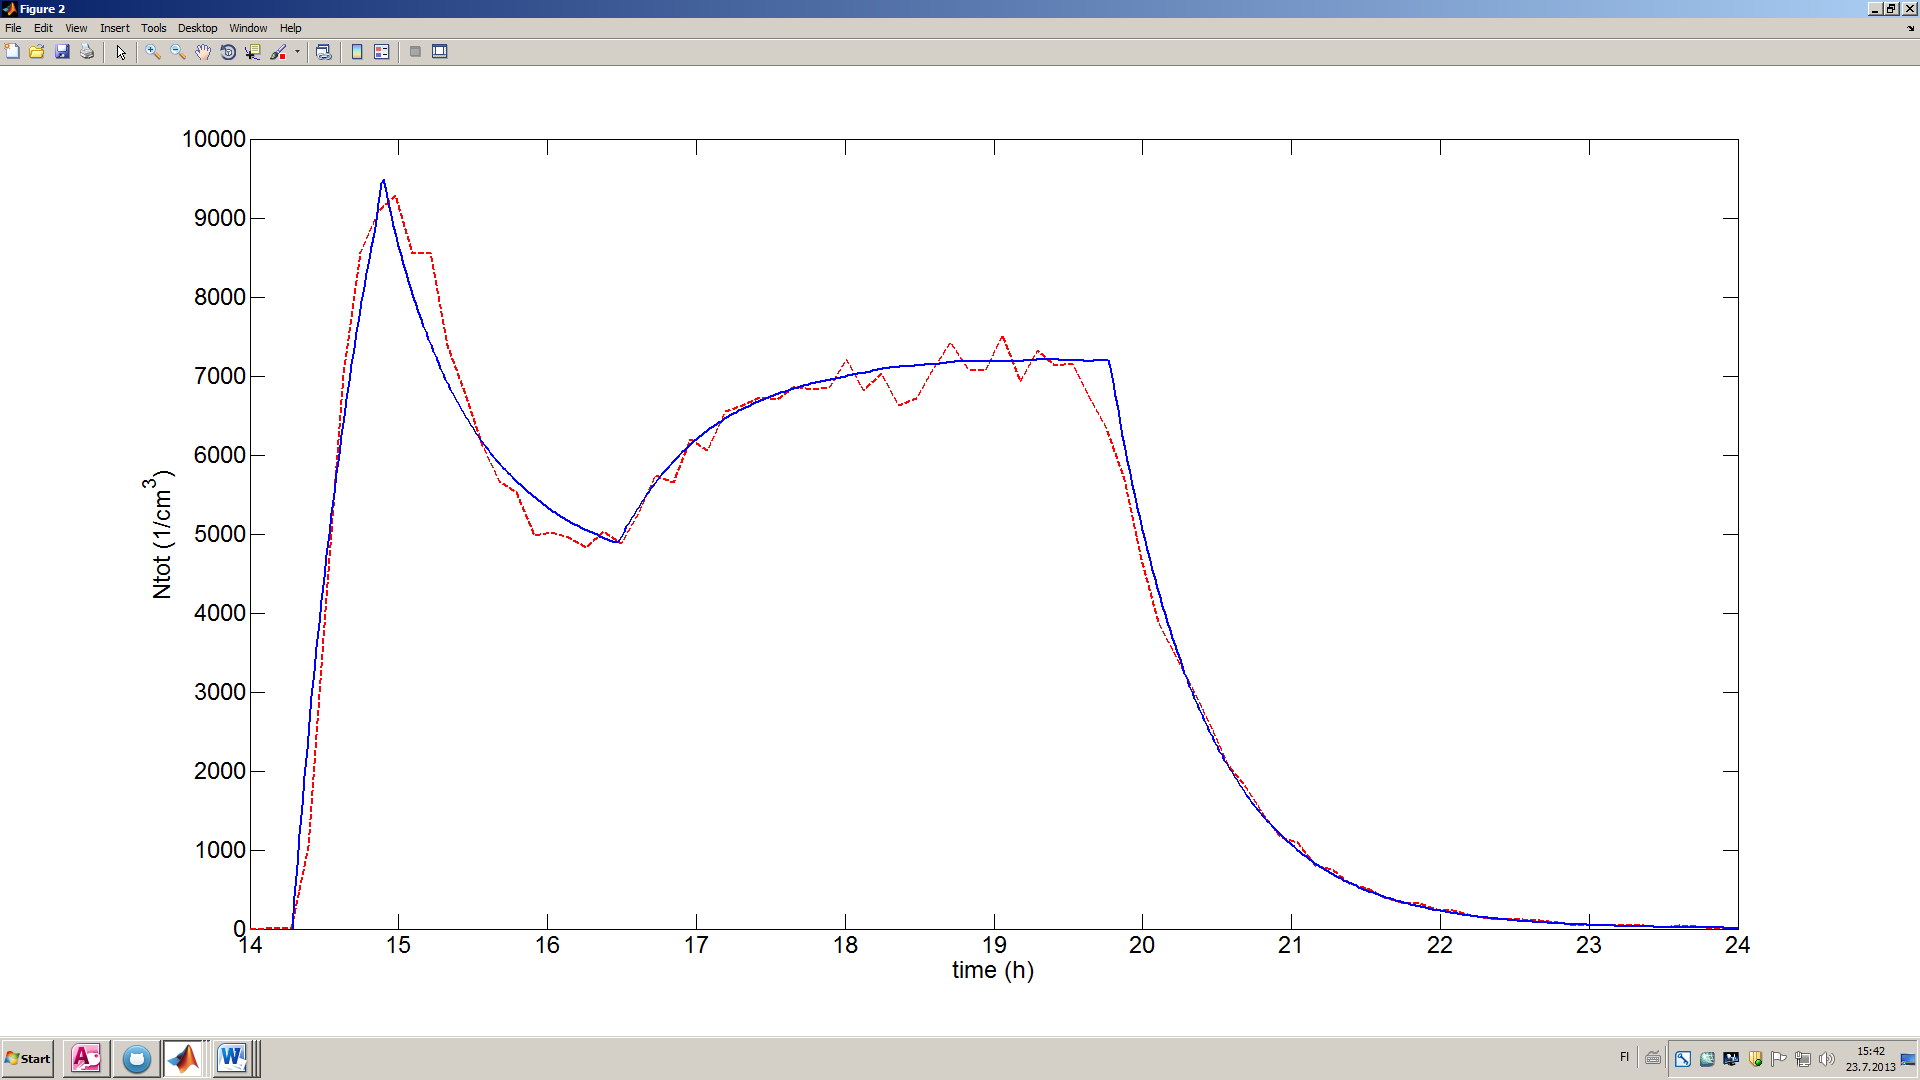 Figure 2
File Edit View Insert Tools Desktop Window Help
10000
9000
8000
7000
6000
5000
4000
3000
2000
1000
0
Ntot (1/cm³)
14 15 16 17 18 19 20 21 22 23 24
time (h)
Start
A
W
FI
15:42
23.7.2013